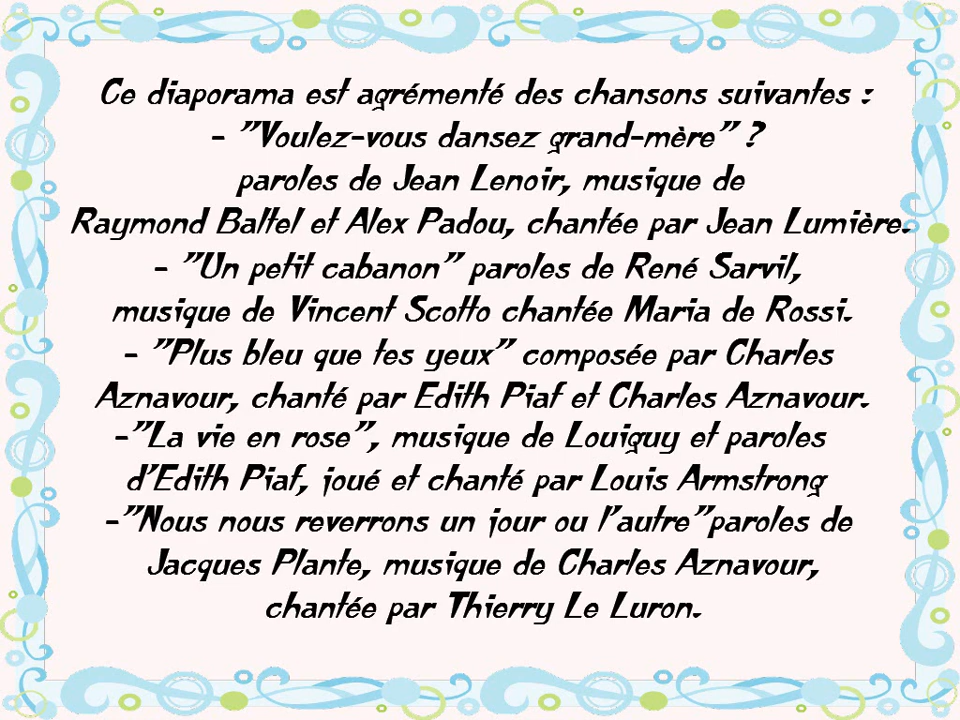 Ce diaporama est agrémenté des chansons suivantes :
- "Voulez-vous dansez grand-mère" ?
paroles de Jean Lenoir, musique de
Raymond Baltel et Alex Padou, chantée par Jean Lumière.
- "Un petit cabanon" paroles de René Sarvil,
musique de Vincent Scotto chantée Maria de Rossi.
- "Plus bleu que tes yeux" composée par Charles
Aznavour, chanté par Edith Piaf et Charles Aznavour.
-"La vie en rose", musique de Louiguy et paroles
d'Edith Piaf, joué et chanté par Louis Armstrong
-"Nous nous reverrons un jour ou l'autre"paroles de
Jacques Plante, musique de Charles Aznavour,
chantée par Thierry Le Luron.